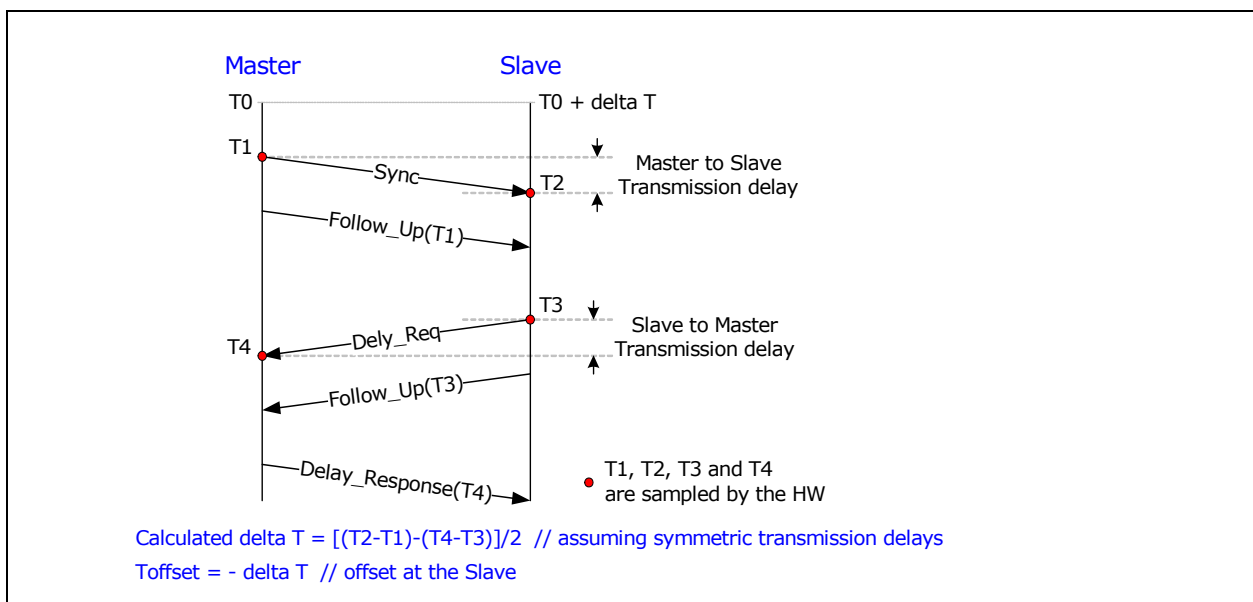 Master
Slave
T0
T0 + delta T
T1
Sync
T2
Master to Slave
Transmission delay
Follow_Up(T1)
T3
Dely_Req
T4
Slave to Master
Transmission delay
Follow_Up(T3)
Delay_Response(T4)
T1, T2, T3 and T4
are sampled by the HW
Calculated delta T = [(T2-T1)-(T4-T3)]/2 // assuming symmetric transmission delays
Toffset = - delta T // offset at the Slave